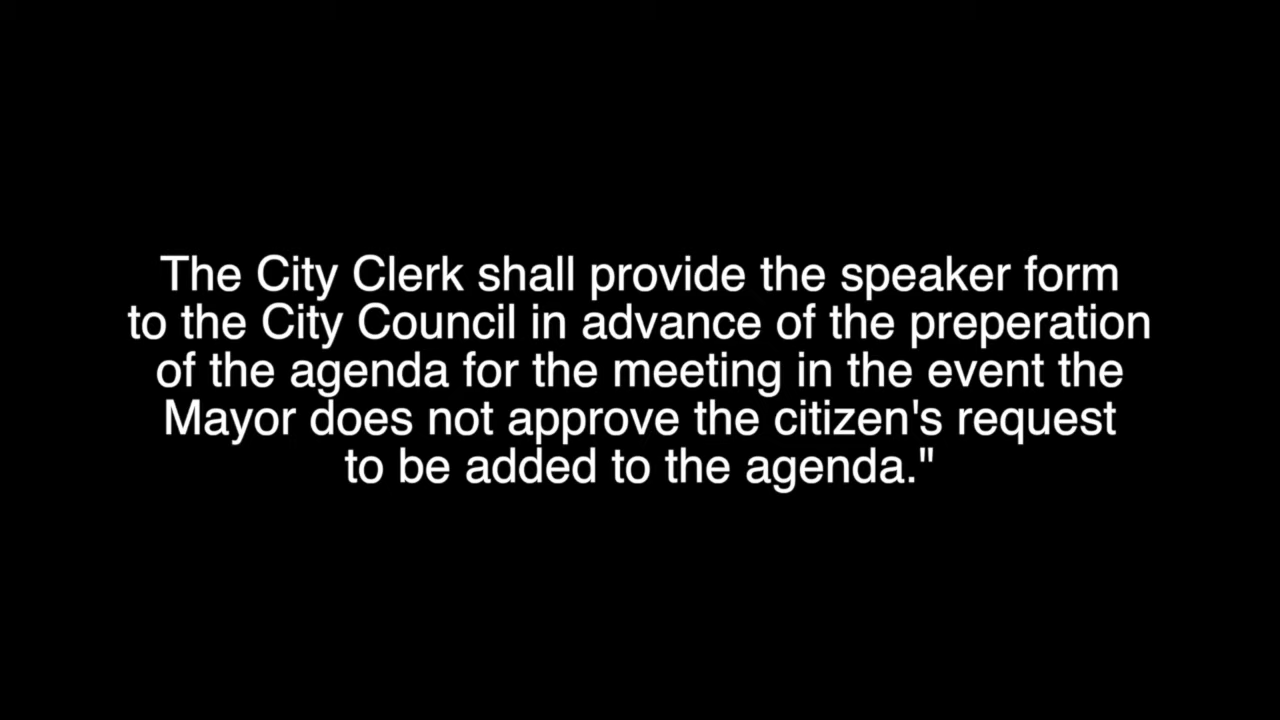 The City Clerk shall provide the speaker form
to the City Council in advance of the preperation
of the agenda for the meeting in the event the
Mayor does not approve the citizen's request
to be added to the agenda."